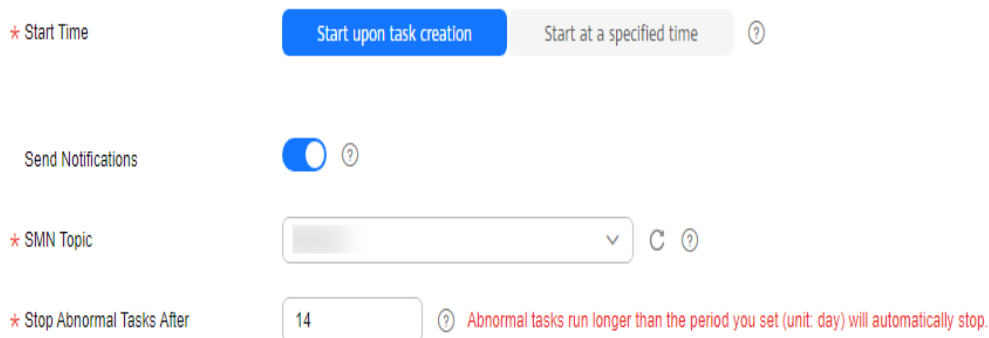 * Start Time Start upon task creation Start at a specified time ?
Send Notifications ?
* SMN Topic ?
* Stop Abnormal Tasks After 14 ? Abnormal tasks run longer than the period you set (unit: day) will automatically stop.